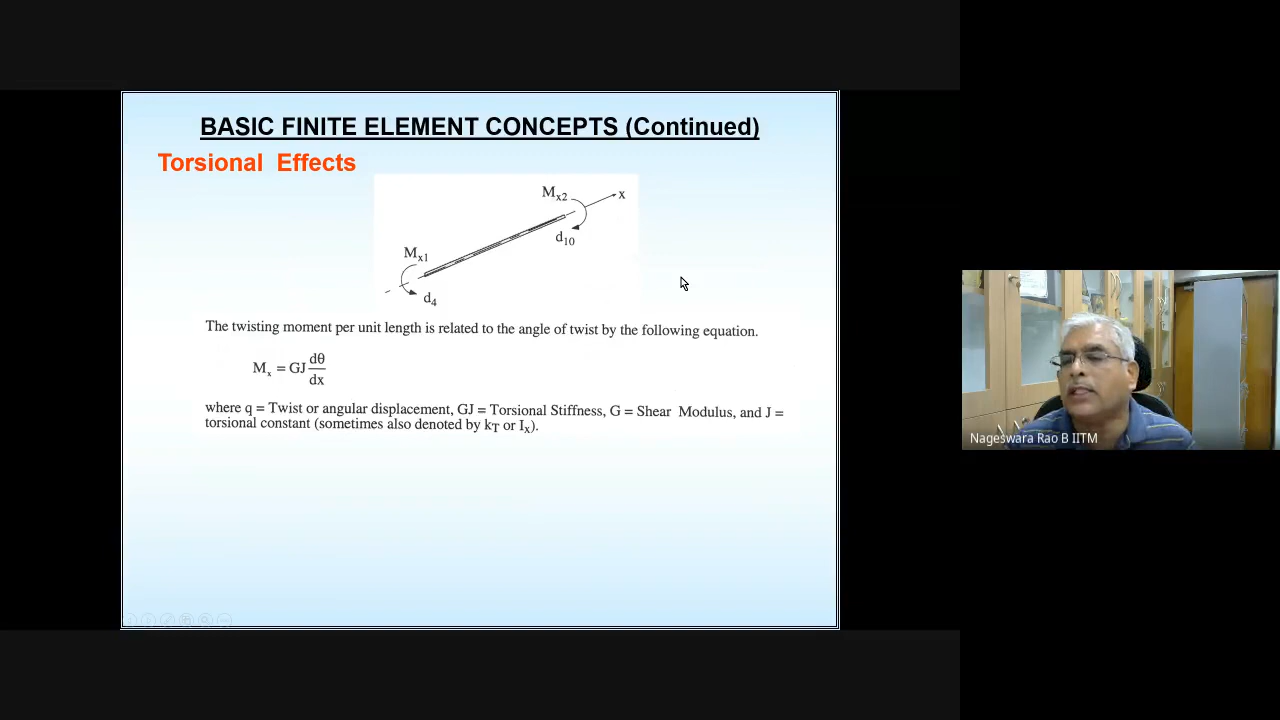 BASIC FINITE ELEMENT CONCEPTS (Continued)
Torsional Effects
Mx2
x
d10
Mx1
d4
The twisting moment per unit length is related to the angle of twist by the following equation.
Mx = GJ dθ/dx
where q = Twist or angular displacement, GJ = Torsional Stiffness, G = Shear Modulus, and J =
torsional constant (sometimes also denoted by kT or Ix).
Nageswara Rao B IITM